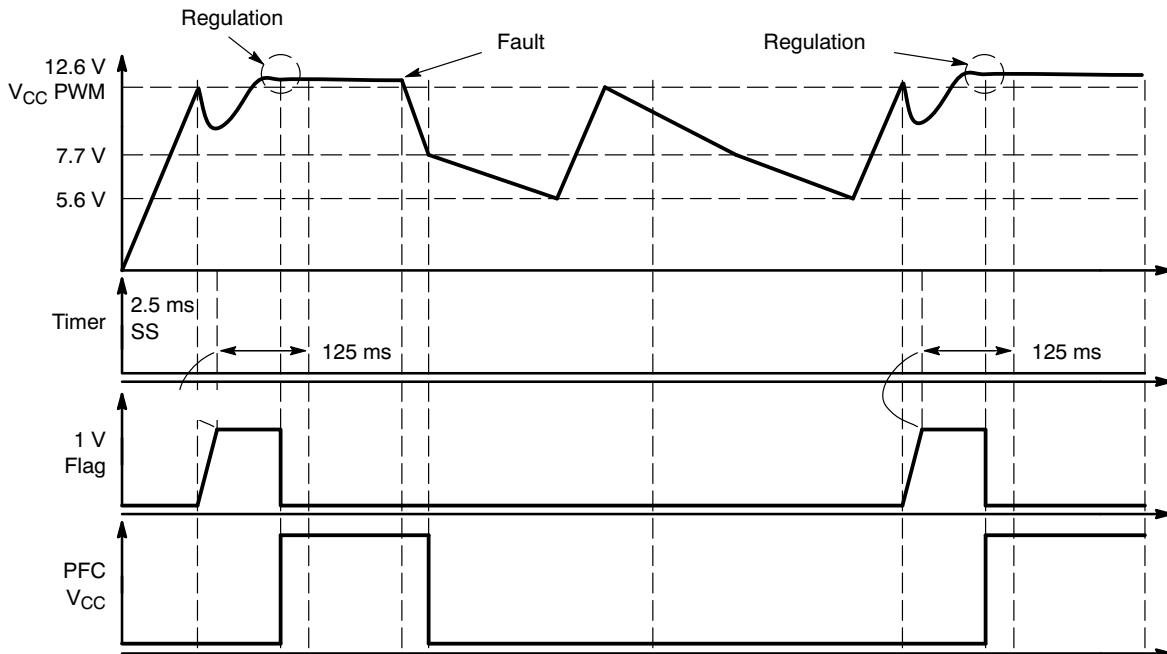 Regulation
Fault
Regulation
12.6 V
V_CC PWM
7.7 V
5.6 V
Timer
2.5 ms
SS
125 ms
125 ms
1 V
Flag
PFC
V_CC